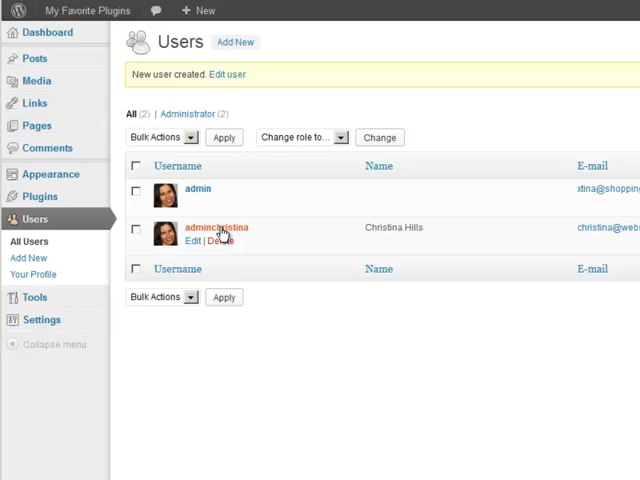 My Favorite Plugins + New
Dashboard
Posts
Media
Links
Pages
Comments
Appearance
Plugins
Users
All Users
Add New
Your Profile
Tools
Settings
Collapse menu
Users Add New
New user created. Edit user
All (2) | Administrator (2)
Bulk Actions Apply Change role to... Change
Username Name E-mail
admin xtina@shopping
adminchristina Christina Hills christina@webs
Edit | Delete
Username Name E-mail
Bulk Actions Apply